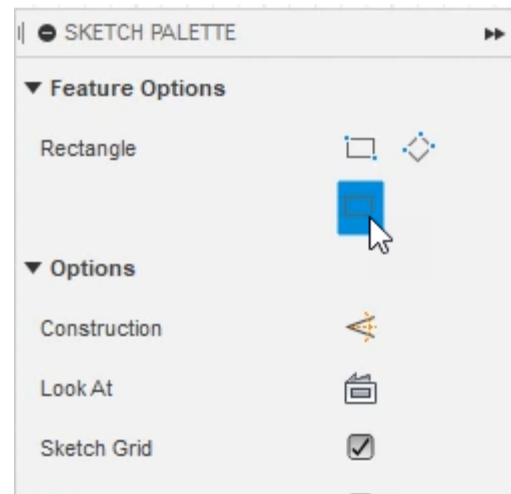 SKETCH PALETTE
Feature Options
Rectangle
Options
Construction
Look At
Sketch Grid